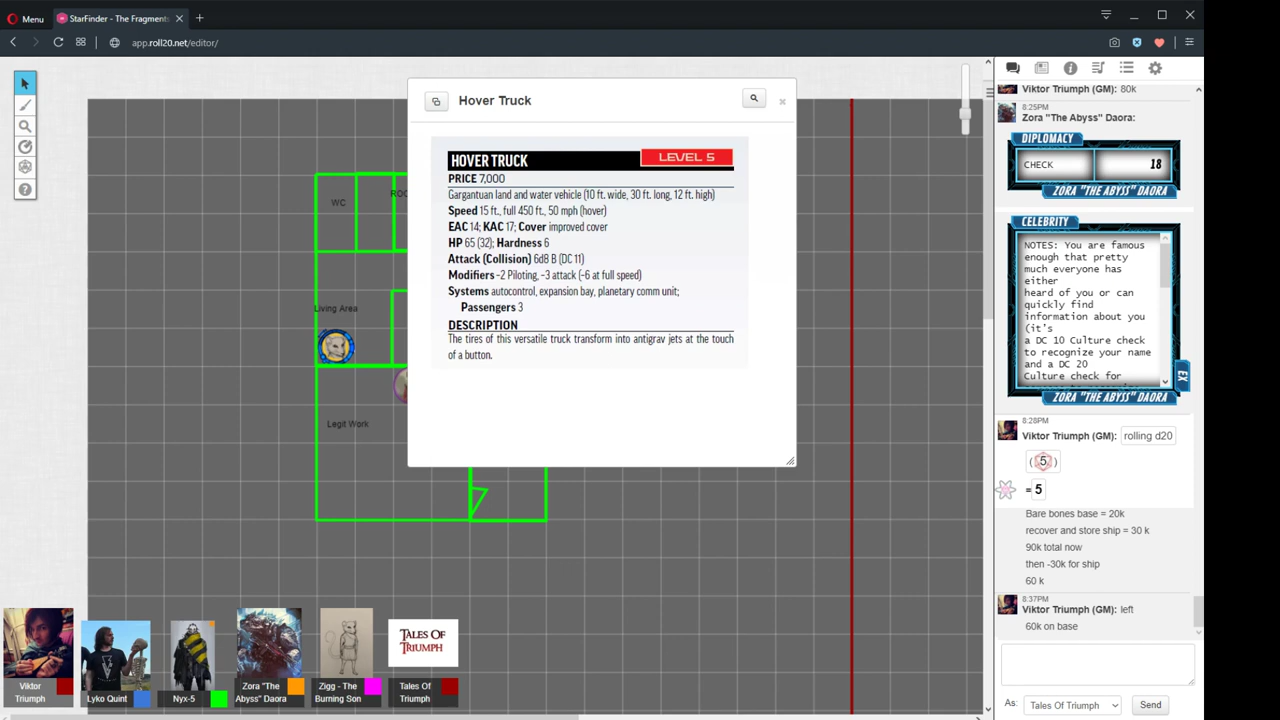 Menu
StarFinder - The Fragments
app.roll20.net/editor/
Hover Truck
HOVER TRUCK
LEVEL 5
PRICE 7,000
Gargantuan land and water vehicle (10 ft. wide, 30 ft. long, 12 ft. high)
Speed 15 ft., full 450 ft., 50 mph (hover)
EAC 14; KAC 17; Cover improved cover
HP 65 (32); Hardness 6
Attack (Collision) 6d8 B (DC 11)
Modifiers –2 Piloting, –3 attack (–6 at full speed)
Systems autocontrol, expansion bay, planetary comm unit;
Passengers 3
DESCRIPTION
The tires of this versatile truck transform into antigrav jets at the touch
of a button.
WC
ROO
Living Area
Legit Work
Viktor
Triumph
Lyko Quint
Nyx-5
Zora "The
Abyss" Daora
Zigg - The
Burning Son
TALES OF
TRIUMPH
Tales Of
Triumph
Viktor Triumph (GM): 80k
8:25PM
Zora "The Abyss" Daora:
DIPLOMACY
CHECK
18
ZORA "THE ABYSS" DAORA
CELEBRITY
NOTES: You are famous
enough that pretty
much everyone has
either
heard of you or can
quickly find
information about you
(it's
a DC 10 Culture check
to recognize your name
and a DC 20
Culture check for
EX
ZORA "THE ABYSS" DAORA
8:28PM
Viktor Triumph (GM): rolling d20
(5)
= 5
Bare bones base = 20k
recover and store ship = 30 k
90k total now
then -30k for ship
60 k
8:37PM
Viktor Triumph (GM): left
60k on base
As: Tales Of Triumph
Send